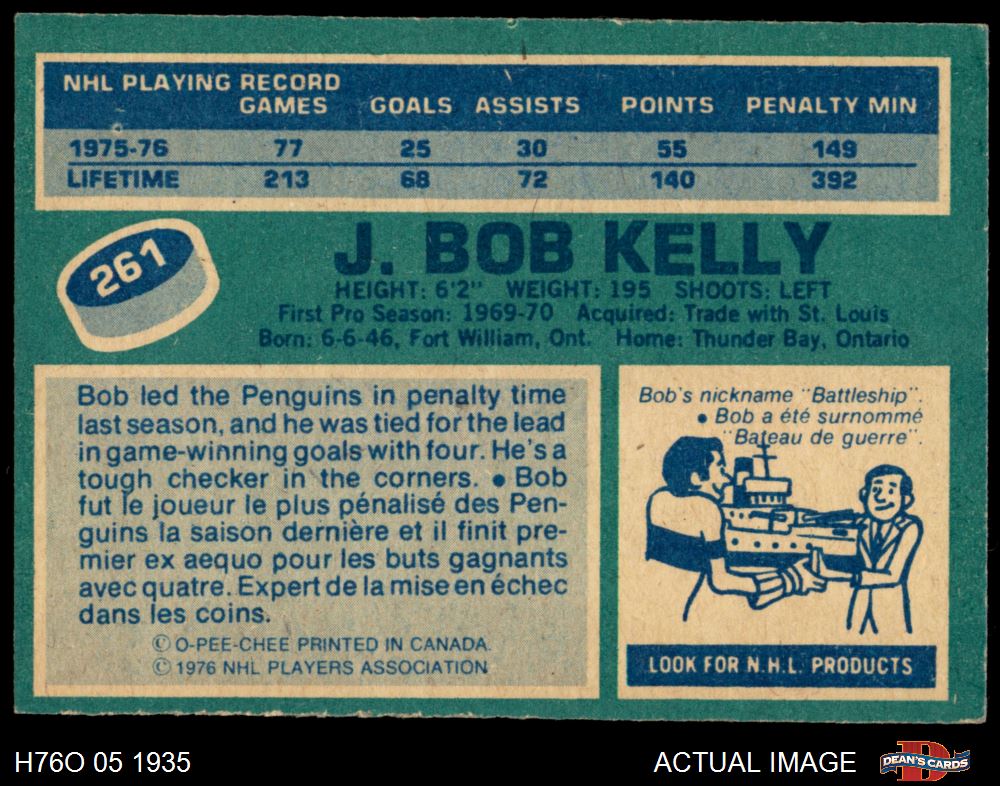 NHL PLAYING RECORD
GAMES GOALS ASSISTS POINTS PENALTY MIN
1975-76 77 25 30 55 149
LIFETIME 213 68 72 140 392
261
J. BOB KELLY
HEIGHT: 6'2" WEIGHT: 195 SHOOTS: LEFT
First Pro Season: 1969-70 Acquired: Trade with St. Louis
Born: 6-6-46, Fort William, Ont. Home: Thunder Bay, Ontario
Bob led the Penguins in penalty time
last season, and he was tied for the lead
in game-winning goals with four. He's a
tough checker in the corners. • Bob
fut le joueur le plus pénalisé des Pen-
guins la saison dernière et il finit pre-
mier ex aequo pour les buts gagnants
avec quatre. Expert de la mise en échec
dans les coins.
© O-PEE-CHEE PRINTED IN CANADA.
© 1976 NHL PLAYERS ASSOCIATION
Bob's nickname "Battleship".
• Bob a été surnommé
"Bateau de guerre".
LOOK FOR N.H.L. PRODUCTS
H76O 05 1935
ACTUAL IMAGE
DEAN'S CARDS